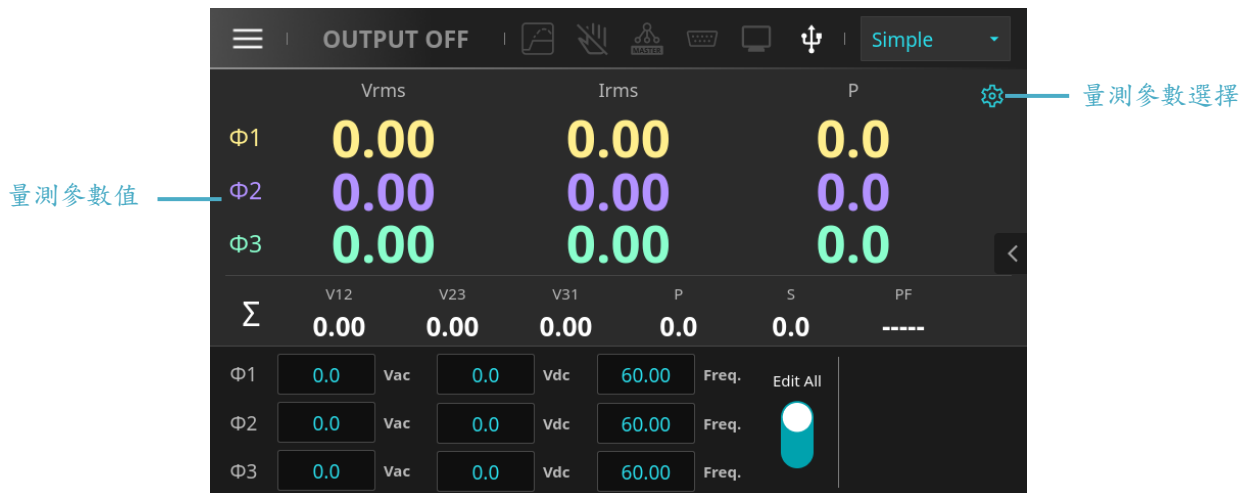 OUTPUT OFF MASTER Simple
Vrms Irms P
量測參數選擇
Φ1 0.00 0.00 0.0
量測參數值
Φ2 0.00 0.00 0.0
Φ3 0.00 0.00 0.0
V12 V23 V31 P S PF
Σ 0.00 0.00 0.00 0.0 0.0 -----
Φ1 0.0 Vac 0.0 Vdc 60.00 Freq.
Edit All
Φ2 0.0 Vac 0.0 Vdc 60.00 Freq.
Φ3 0.0 Vac 0.0 Vdc 60.00 Freq.